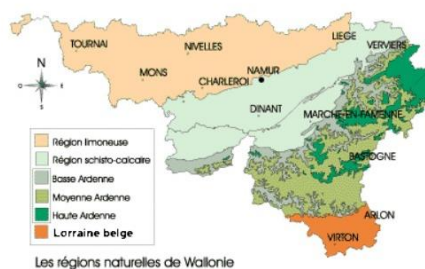 TOURNAI
NIVELLES
LIEGE
VERVIERS
MONS
CHARLEROI
NAMUR
DINANT
MARCHE-EN-FAMENNE
BASTOGNE
ARLON
VIRTON
N
O
E
S
Région limoneuse
Région schisto-calcaire
Basse Ardenne
Moyenne Ardenne
Haute Ardenne
Lorraine belge
Les régions naturelles de Wallonie